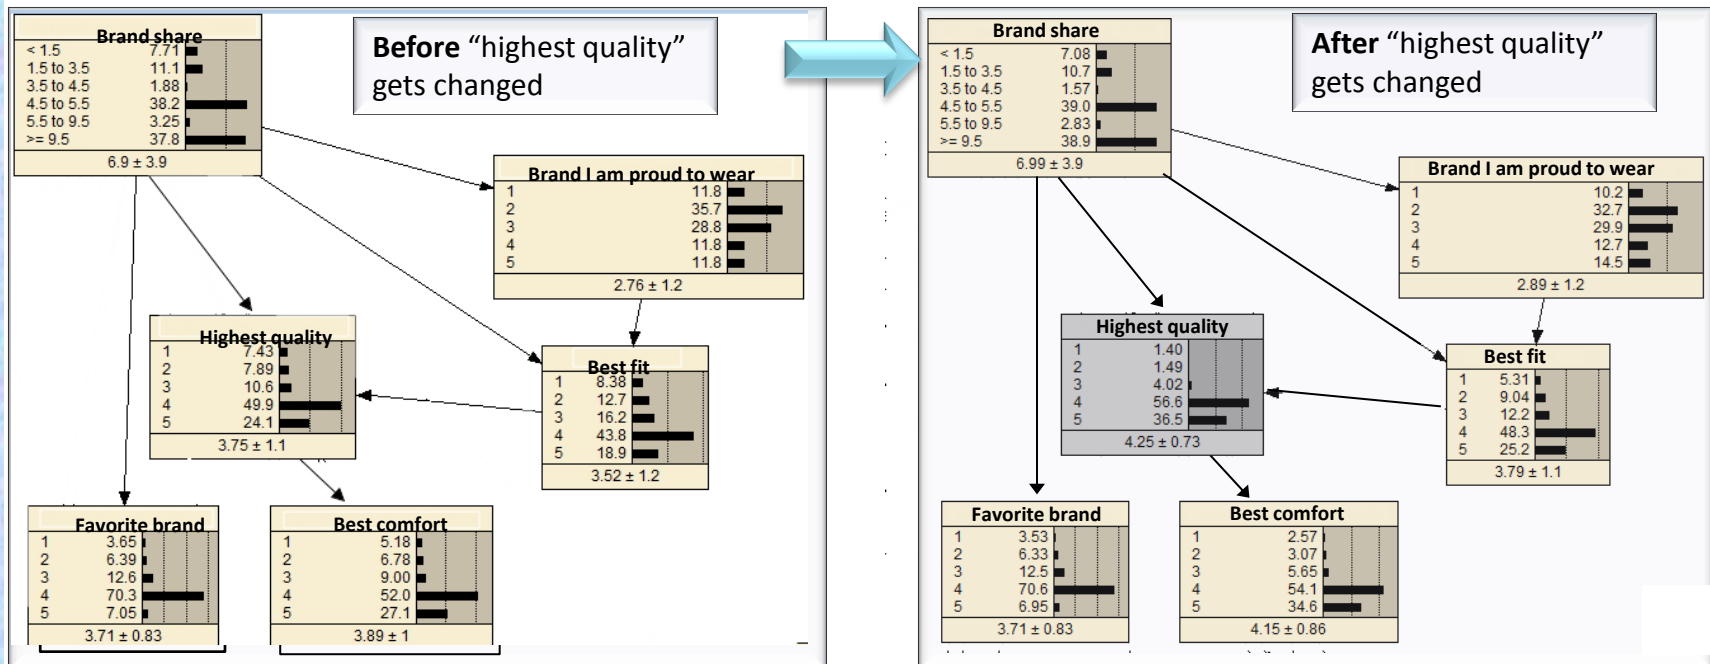 Before “highest quality”
gets changed
Brand share
< 1.5 7.71
1.5 to 3.5 11.1
3.5 to 4.5 1.88
4.5 to 5.5 38.2
5.5 to 9.5 3.25
>= 9.5 37.8
6.9 ± 3.9
Brand I am proud to wear
1 11.8
2 35.7
3 28.8
4 11.8
5 11.8
2.76 ± 1.2
Highest quality
1 7.43
2 7.89
3 10.6
4 49.9
5 24.1
3.75 ± 1.1
Best fit
1 8.38
2 12.7
3 16.2
4 43.8
5 18.9
3.52 ± 1.2
Favorite brand
1 3.65
2 6.39
3 12.6
4 70.3
5 7.05
3.71 ± 0.83
Best comfort
1 5.18
2 6.78
3 9.00
4 52.0
5 27.1
3.89 ± 1
After “highest quality”
gets changed
Brand share
< 1.5 7.08
1.5 to 3.5 10.7
3.5 to 4.5 1.57
4.5 to 5.5 39.0
5.5 to 9.5 2.83
>= 9.5 38.9
6.99 ± 3.9
Brand I am proud to wear
1 10.2
2 32.7
3 29.9
4 12.7
5 14.5
2.89 ± 1.2
Highest quality
1 1.40
2 1.49
3 4.02
4 56.6
5 36.5
4.25 ± 0.73
Best fit
1 5.31
2 9.04
3 12.2
4 48.3
5 25.2
3.79 ± 1.1
Favorite brand
1 3.53
2 6.33
3 12.5
4 70.6
5 6.95
3.71 ± 0.83
Best comfort
1 2.57
2 3.07
3 5.65
4 54.1
5 34.6
4.15 ± 0.86